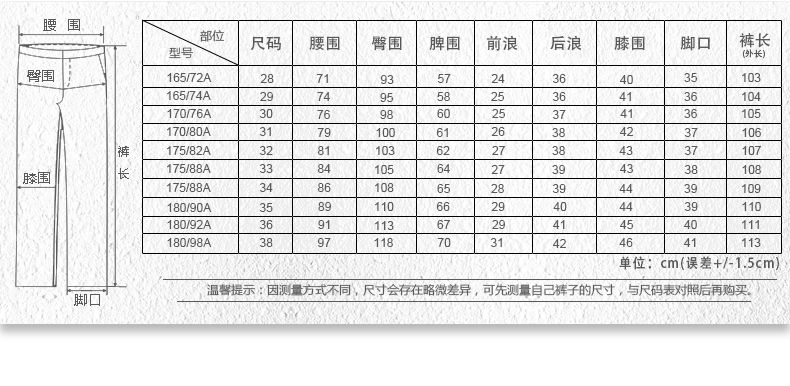 腰 围
臀围
膝围
裤长
脚口
部位
型号 尺码 腰围 臀围 脾围 前浪 后浪 膝围 脚口 裤长(外长)
165/72A 28 71 93 57 24 36 40 35 103
165/74A 29 74 95 58 25 36 41 36 104
170/76A 30 76 98 60 25 37 41 36 105
170/80A 31 79 100 61 26 38 42 37 106
175/82A 32 81 103 62 27 38 43 37 107
175/88A 33 84 105 64 27 39 43 38 108
175/88A 34 86 108 65 28 39 44 39 109
180/90A 35 89 110 66 29 40 44 39 110
180/92A 36 91 113 67 29 41 45 40 111
180/98A 38 97 118 70 31 42 46 41 113
单位：cm(误差+/-1.5cm)
温馨提示：因测量方式不同，尺寸会存在略微差异，可先测量自己裤子的尺寸，与尺码表对照后再购买。